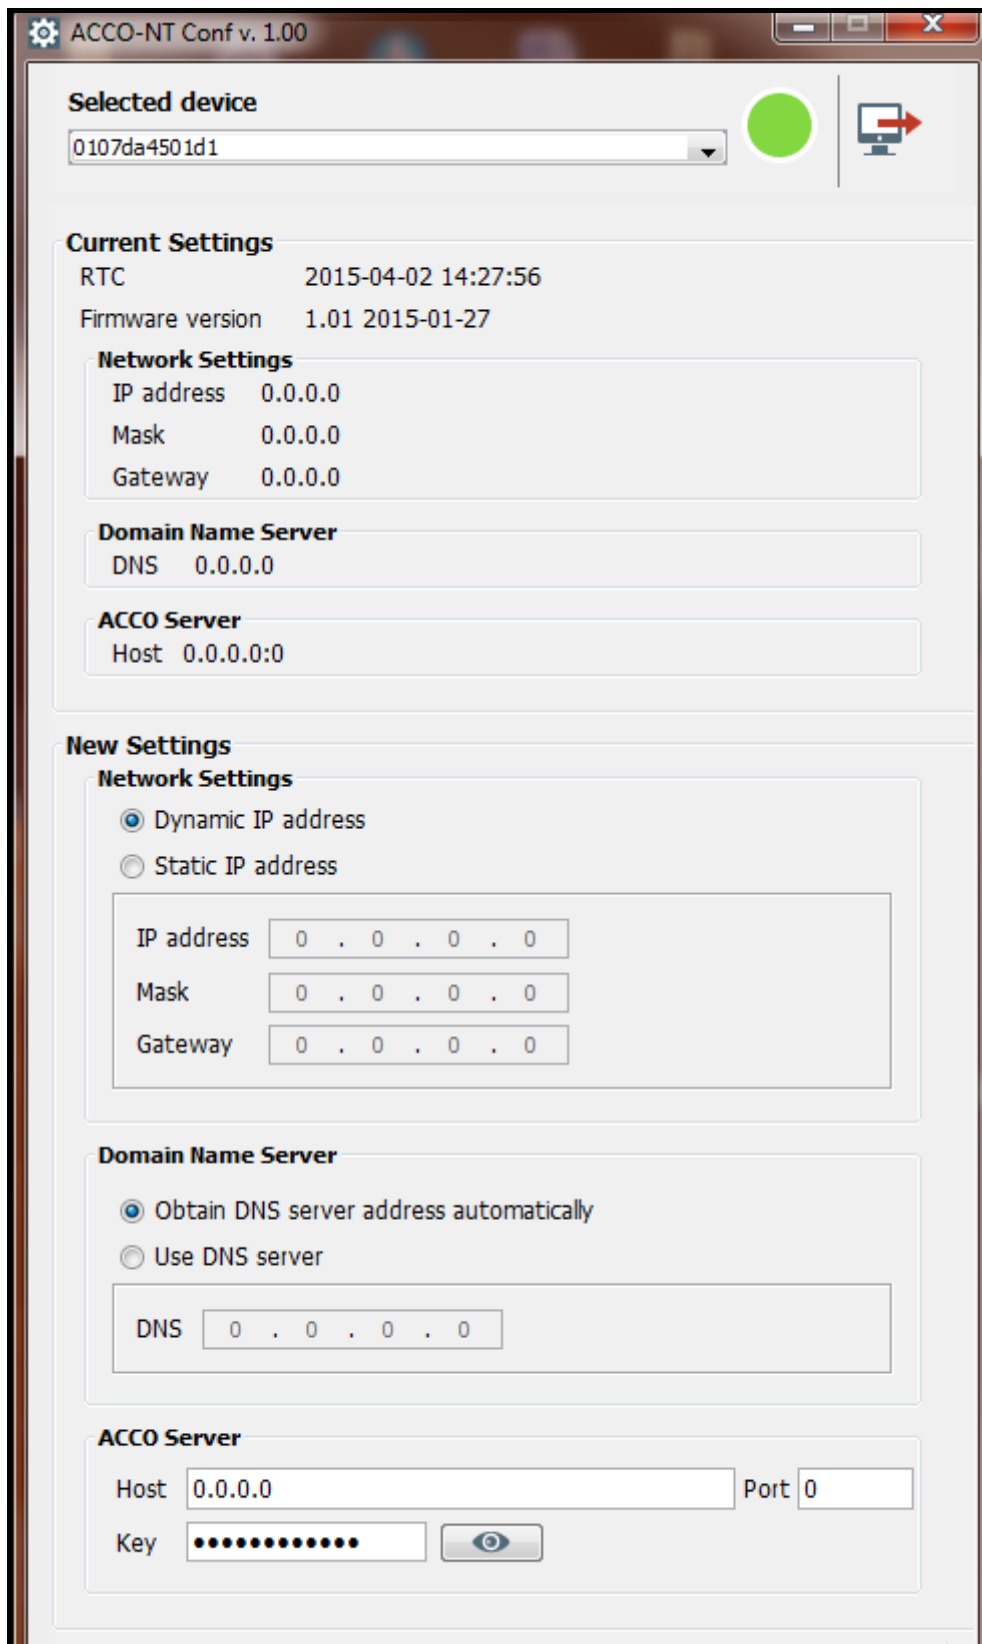 ACCO-NT Conf v. 1.00
Selected device
0107da4501d1
Current Settings
RTC 2015-04-02 14:27:56
Firmware version 1.01 2015-01-27
Network Settings
IP address 0.0.0.0
Mask 0.0.0.0
Gateway 0.0.0.0
Domain Name Server
DNS 0.0.0.0
ACCO Server
Host 0.0.0.0:0
New Settings
Network Settings
Dynamic IP address
Static IP address
IP address 0 . 0 . 0 . 0
Mask 0 . 0 . 0 . 0
Gateway 0 . 0 . 0 . 0
Domain Name Server
Obtain DNS server address automatically
Use DNS server
DNS 0 . 0 . 0 . 0
ACCO Server
Host 0.0.0.0 Port 0
Key ••••••••••••